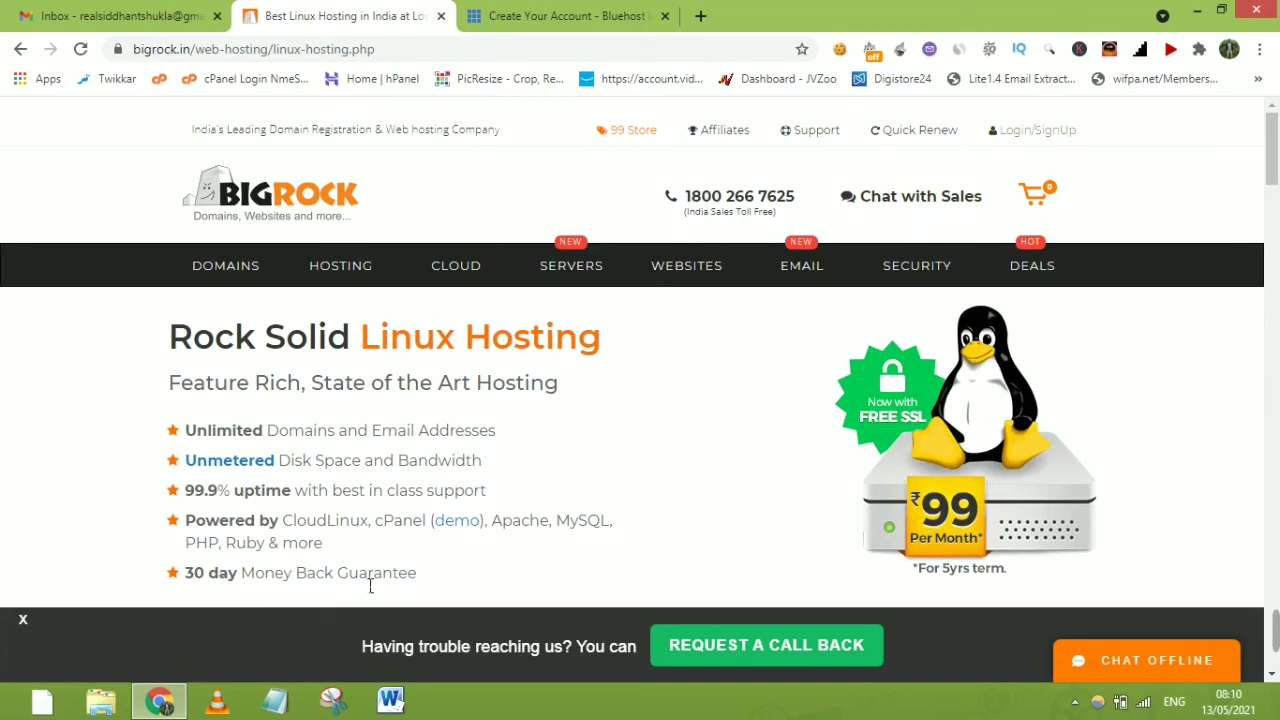 Inbox - realsiddhantshukla@gma
Best Linux Hosting in India at Lo
Create Your Account - Bluehost I
bigrock.in/web-hosting/linux-hosting.php
off
IQ
K
Apps
Twikkar
cPanel Login NmeS...
Home | hPanel
PicResize - Crop, Re...
https://account.vid...
Dashboard - JVZoo
Digistore24
Lite1.4 Email Extract...
wifpa.net/Members...
»
India's Leading Domain Registration & Web hosting Company
99 Store
Affiliates
Support
Quick Renew
Login/SignUp
BIGROCK
Domains, Websites and more...
1800 266 7625
(India Sales Toll Free)
Chat with Sales
0
NEW
NEW
HOT
DOMAINS HOSTING CLOUD SERVERS WEBSITES EMAIL SECURITY DEALS
Rock Solid Linux Hosting
Feature Rich, State of the Art Hosting
Unlimited Domains and Email Addresses
Unmetered Disk Space and Bandwidth
99.9% uptime with best in class support
Powered by CloudLinux, cPanel (demo), Apache, MySQL,
PHP, Ruby & more
30 day Money Back Guarantee
Now with
FREE SSL
₹99
Per Month*
*For 5yrs term.
X
Having trouble reaching us? You can
REQUEST A CALL BACK
CHAT OFFLINE
W
ENG
08:10
13/05/2021